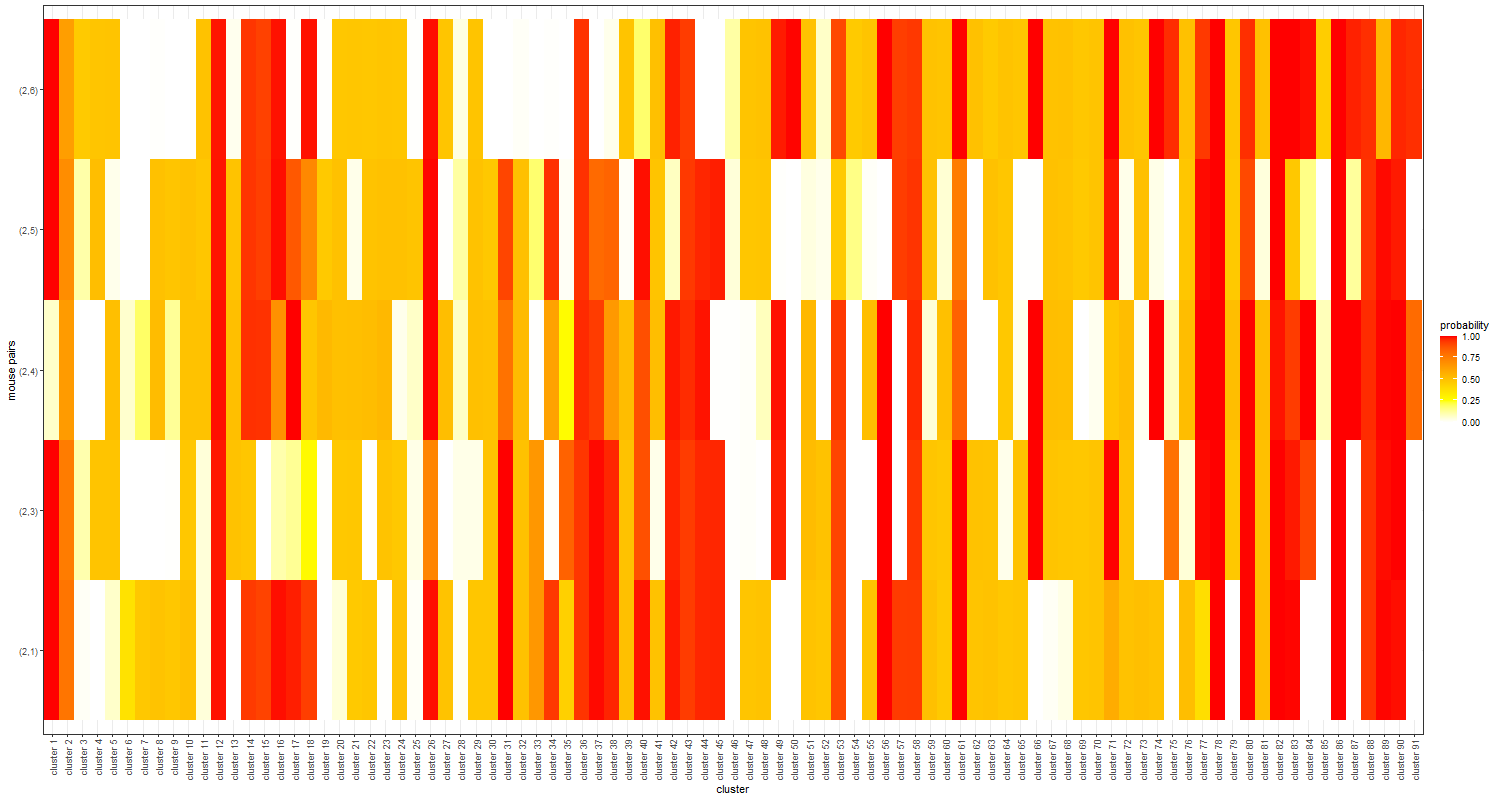 (2,6)
(2,5)
(2,4)
(2,3)
(2,1)
mouse pairs
cluster 1
cluster 2
cluster 3
cluster 4
cluster 5
cluster 6
cluster 7
cluster 8
cluster 9
cluster 10
cluster 11
cluster 12
cluster 13
cluster 14
cluster 15
cluster 16
cluster 17
cluster 18
cluster 19
cluster 20
cluster 21
cluster 22
cluster 23
cluster 24
cluster 25
cluster 26
cluster 27
cluster 28
cluster 29
cluster 30
cluster 31
cluster 32
cluster 33
cluster 34
cluster 35
cluster 36
cluster 37
cluster 38
cluster 39
cluster 40
cluster 41
cluster 42
cluster 43
cluster 44
cluster 45
cluster 46
cluster 47
cluster 48
cluster 49
cluster 50
cluster 51
cluster 52
cluster 53
cluster 54
cluster 55
cluster 56
cluster 57
cluster 58
cluster 59
cluster 60
cluster 61
cluster 62
cluster 63
cluster 64
cluster 65
cluster 66
cluster 67
cluster 68
cluster 69
cluster 70
cluster 71
cluster 72
cluster 73
cluster 74
cluster 75
cluster 76
cluster 77
cluster 78
cluster 79
cluster 80
cluster 81
cluster 82
cluster 83
cluster 84
cluster 85
cluster 86
cluster 87
cluster 88
cluster 89
cluster 90
cluster 91
cluster
probability
1.00
0.75
0.50
0.25
0.00